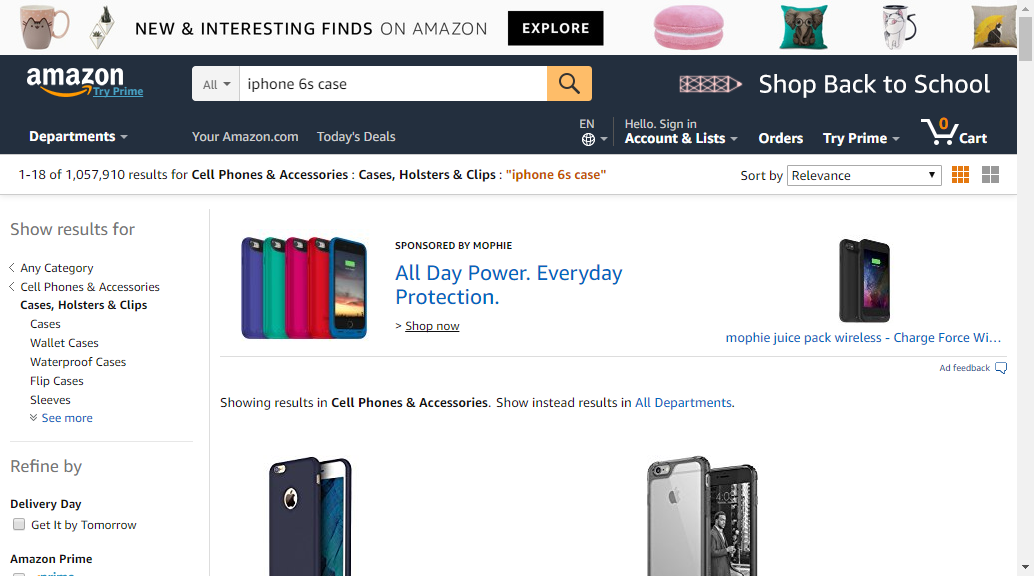 NEW & INTERESTING FINDS ON AMAZON EXPLORE
amazon
Try Prime
All
iphone 6s case
Shop Back to School
Departments
Your Amazon.com
Today's Deals
EN
Hello. Sign in
Account & Lists
Orders
Try Prime
0
Cart
1-18 of 1,057,910 results for Cell Phones & Accessories : Cases, Holsters & Clips : "iphone 6s case"
Sort by Relevance
Show results for
Any Category
Cell Phones & Accessories
Cases, Holsters & Clips
Cases
Wallet Cases
Waterproof Cases
Flip Cases
Sleeves
See more
Refine by
Delivery Day
Get It by Tomorrow
Amazon Prime
SPONSORED BY MOPHIE
All Day Power. Everyday
Protection.
> Shop now
mophie juice pack wireless - Charge Force Wi...
Ad feedback
Showing results in Cell Phones & Accessories. Show instead results in All Departments.